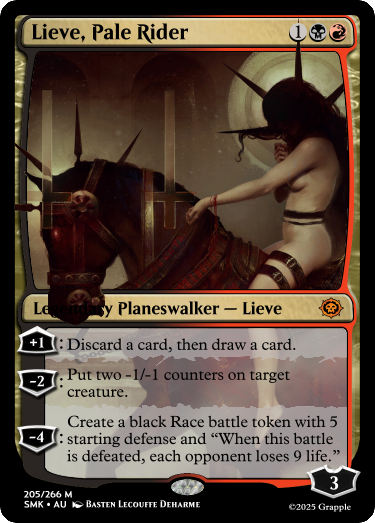 Lieve, Pale Rider 1
Legendary Planeswalker — Lieve
+1: Discard a card, then draw a card.
-2: Put two -1/-1 counters on target
creature.
-4: Create a black Race battle token with 5
starting defense and “When this battle
is defeated, each opponent loses 9 life.”
3
205/266 M
SMK • AU Basten Lecouffe Deharme
©2025 Grapple